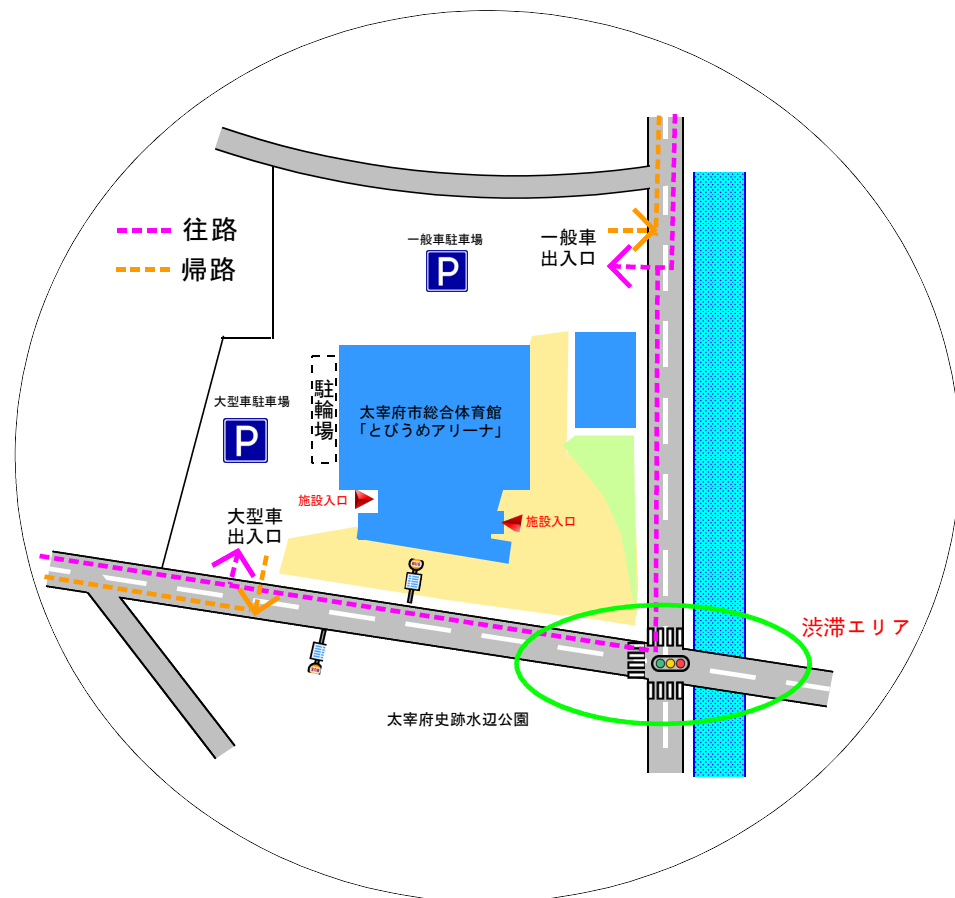 往路
帰路
一般車駐車場
P
一般車
出入口
大型車駐車場
P
駐輪場
太宰府市総合体育館
「とびうめアリーナ」
施設入口
施設入口
大型車
出入口
渋滞エリア
太宰府史跡水辺公園